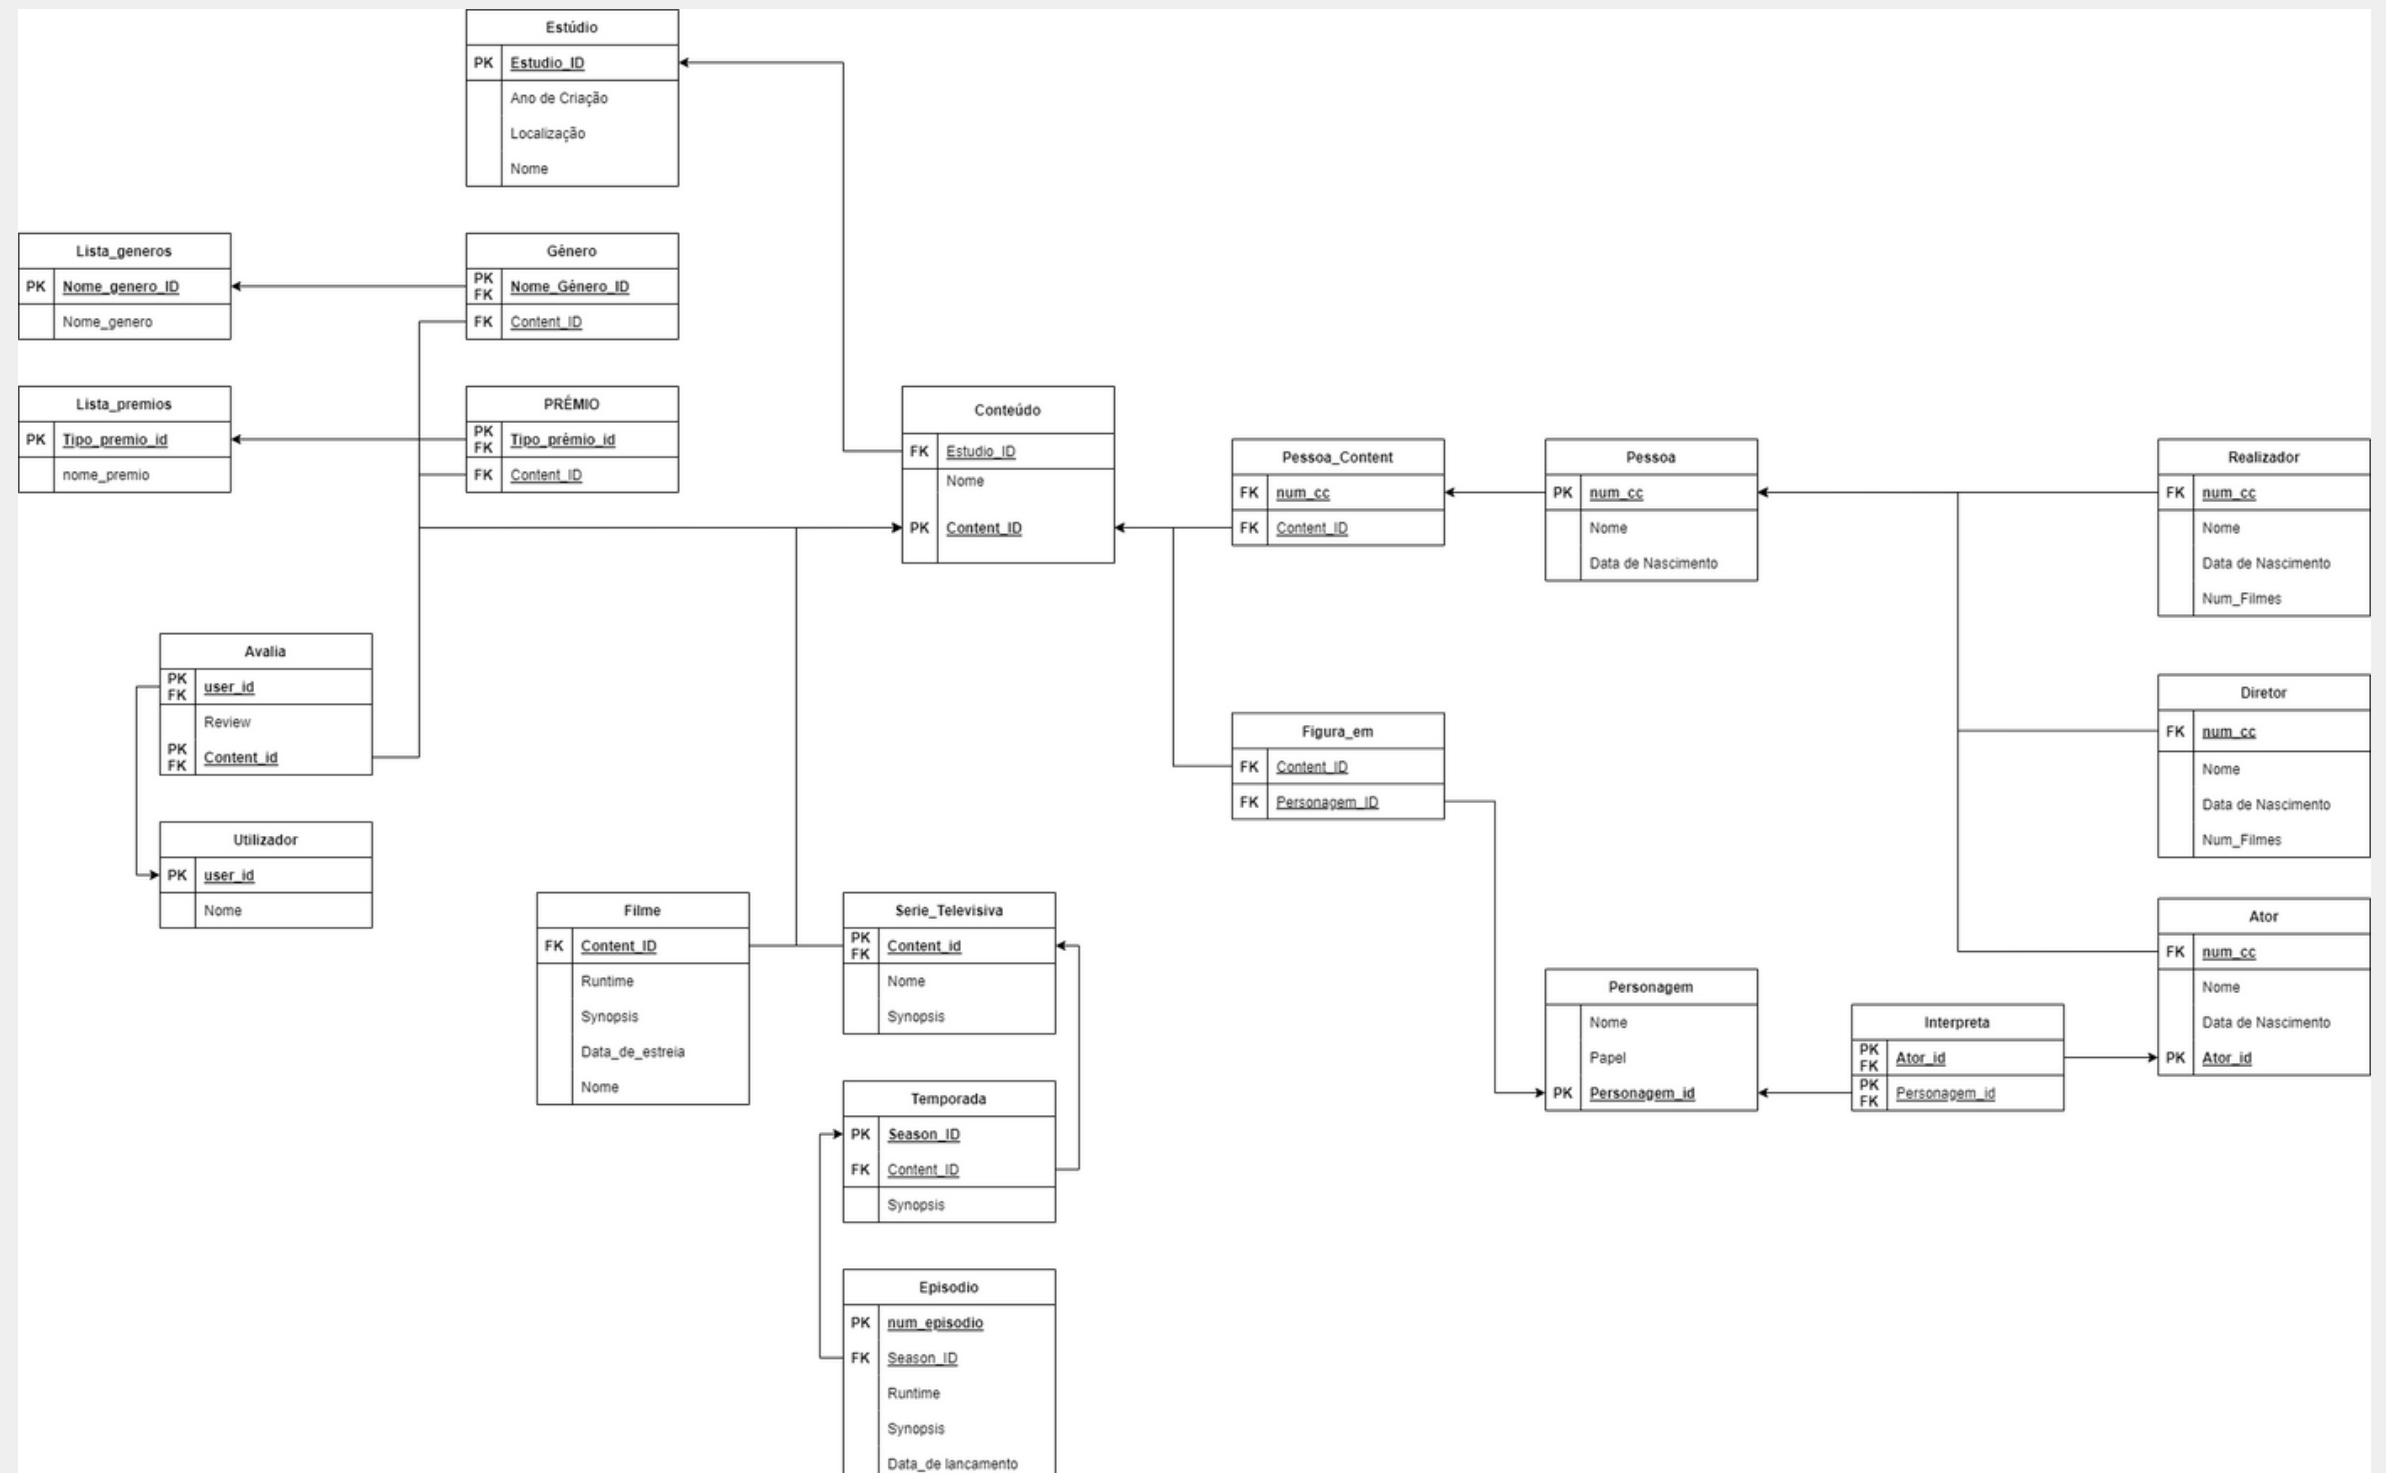 Estúdio
PK Estudio_ID
Ano de Criação
Localização
Nome
Lista_generos
PK Nome_genero_ID
Nome_genero
Gênero
PK
FK Nome_Gênero_ID
FK Content_ID
Lista_premios
PK Tipo_premio_id
nome_premio
PRÊMIO
PK
FK Tipo_prêmio_id
FK Content_ID
Conteúdo
FK Estudio_ID
Nome
PK Content_ID
Pessoa_Content
FK num_cc
FK Content_ID
Pessoa
PK num_cc
Nome
Data de Nascimento
Realizador
FK num_cc
Nome
Data de Nascimento
Num_Filmes
Avalia
PK
FK user_id
Review
PK
FK Content_id
Utilizador
PK user_id
Nome
Figura_em
FK Content_ID
FK Personagem_ID
Diretor
FK num_cc
Nome
Data de Nascimento
Num_Filmes
Filme
FK Content_ID
Runtime
Synopsis
Data_de_estreia
Nome
Serie_Televisiva
PK
FK Content_id
Nome
Synopsis
Ator
FK num_cc
Nome
Data de Nascimento
PK Ator_id
Personagem
Nome
Papel
PK Personagem_id
Interpreta
PK
FK Ator_id
PK
FK Personagem_id
Temporada
PK Season_ID
FK Content_ID
Synopsis
Episodio
PK num_episodio
FK Season_ID
Runtime
Synopsis
Data_de lancamento